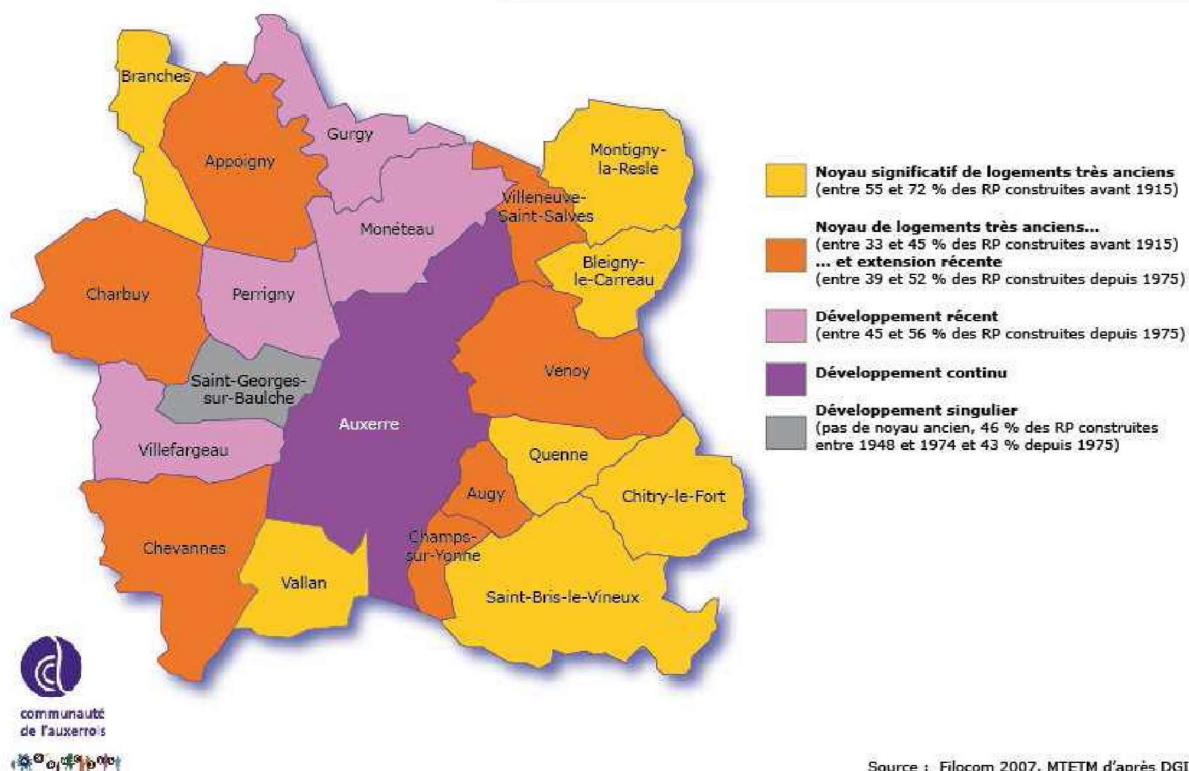 Branches
Appoigny
Gurgy
Montigny-
la-Resle
Villeneuve-
Saint-Salves
Monéteau
Bleigny-
le-Carreau
Charbuy
Perrigny
Venoy
Saint-Georges-
sur-Baulche
Auxerre
Villefargeau
Quenne
Augy
Chitry-le-Fort
Chevannes
Champs-
sur-Yonne
Vallan
Saint-Bris-le-Vineux
Noyau significatif de logements très anciens
(entre 55 et 72 % des RP construites avant 1915)
Noyau de logements très anciens...
(entre 33 et 45 % des RP construites avant 1915)
... et extension récente
(entre 39 et 52 % des RP construites depuis 1975)
Développement récent
(entre 45 et 56 % des RP construites depuis 1975)
Développement continu
Développement singulier
(pas de noyau ancien, 46 % des RP construites
entre 1948 et 1974 et 43 % depuis 1975)
communauté
de l'auxerrois
Source : Filocom 2007, MTETM d'après DGI